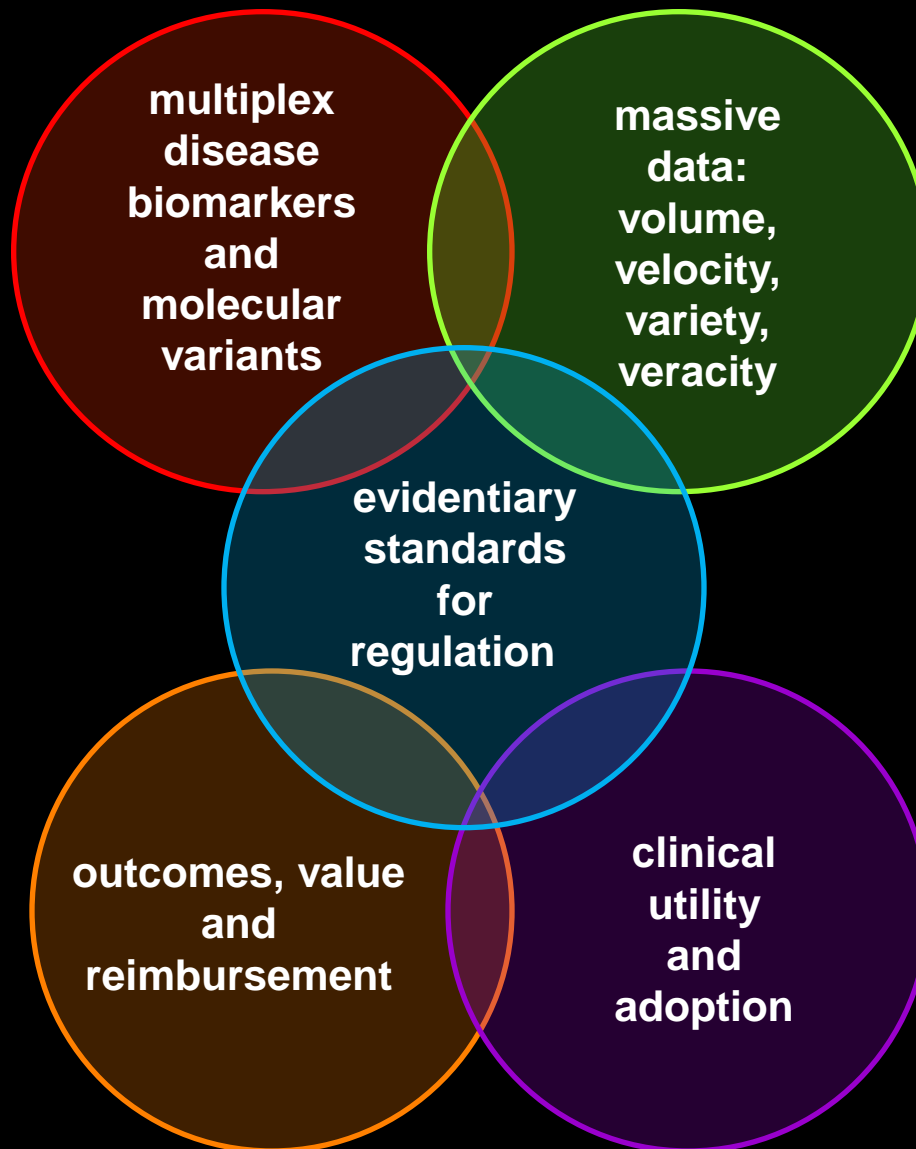 multiplex
disease
biomarkers
and
molecular
variants
massive
data:
volume,
velocity,
variety,
veracity
evidentiary
standards
for
regulation
outcomes, value
and
reimbursement
clinical
utility
and
adoption